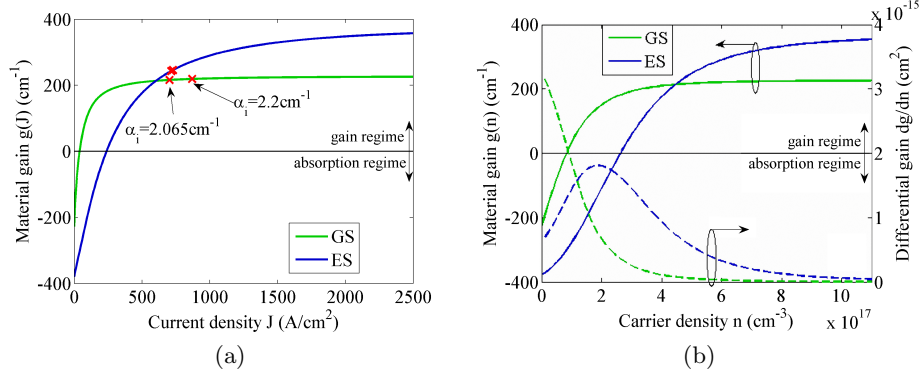 400
200
0
-200
-400
Material gain g(J) (cm⁻¹)
α_i=2.065cm⁻¹
α_i=2.2cm⁻¹
gain regime
absorption regime
GS
ES
0 500 1000 1500 2000 2500
Current density J (A/cm²)
(a)
x 10⁻¹⁵
400
200
0
-200
-400
Material gain g(n) (cm⁻¹)
GS
ES
gain regime
absorption regime
4
3
2
1
0
Differential gain dg/dn (cm²)
0 2 4 6 8 10
Carrier density n (cm⁻³)
x 10¹⁷
(b)